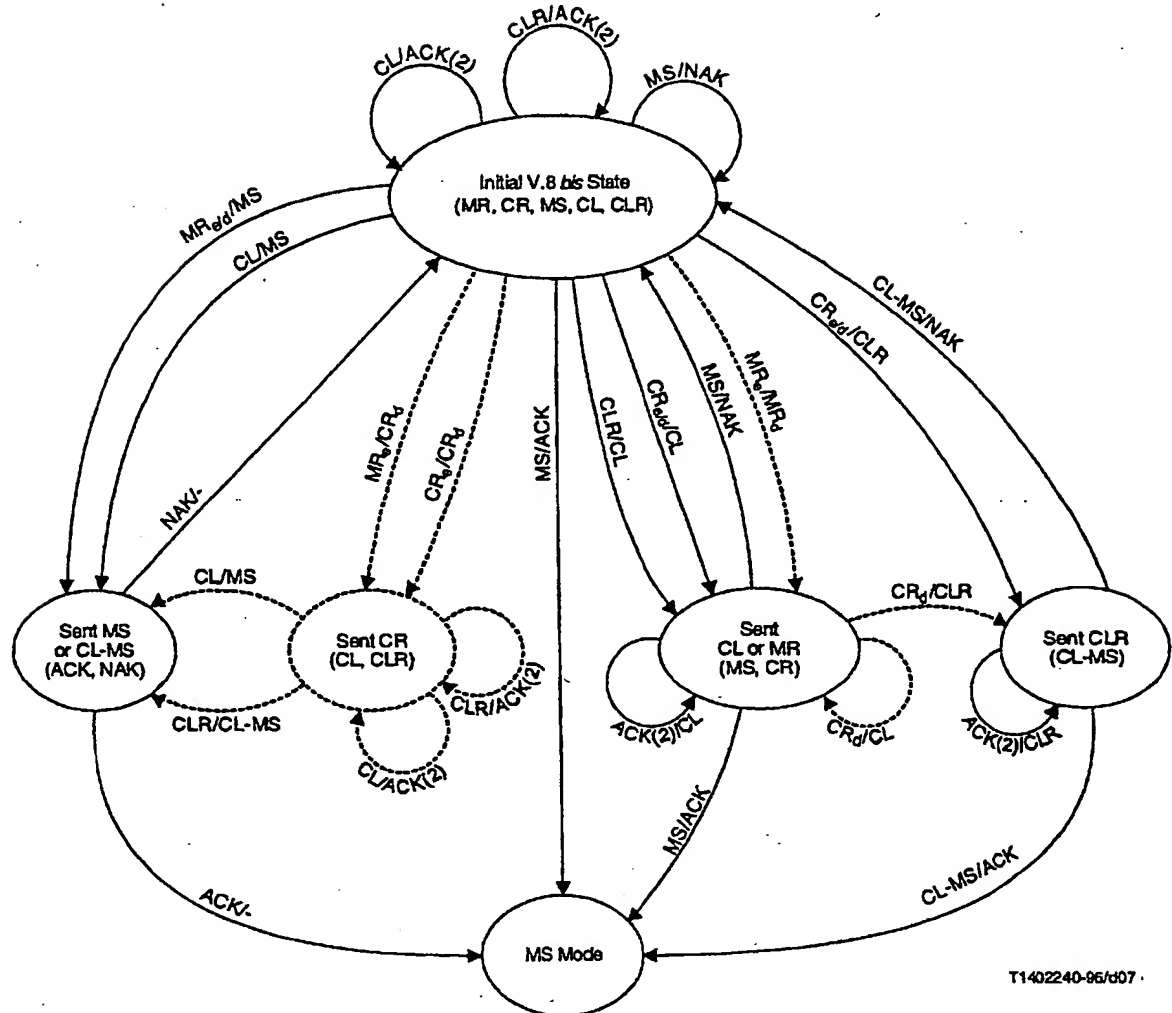 CLR/ACK(2)
CL/ACK(2)
MS/NAK
Initial V.8 bis State
(MR, CR, MS, CL, CLR)
MRe/d/MS
CL/MS
NAK/-
MRe/CRd
CRe/CRd
MS/ACK
CLR/CL
CRe/d/CL
MS/NAK
MRe/MRd
CRe/d/CLR
CL-MS/NAK
CL/MS
CRd/CLR
Sent MS
or CL-MS
(ACK, NAK)
Sent CR
(CL, CLR)
Sent
CL or MR
(MS, CR)
Sent CLR
(CL-MS)
CLR/CL-MS
CLR/ACK(2)
CL/ACK(2)
ACK(2)/CL
CRd/CL
ACK(2)/CLR
MS/ACK
ACK/-
CL-MS/ACK
MS Mode
T1402240-96/d07